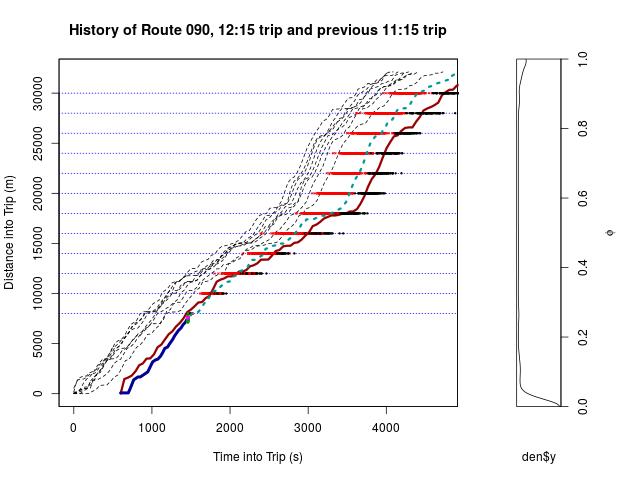 History of Route 090, 12:15 trip and previous 11:15 trip
Distance Into Trip (m)
30000
25000
20000
15000
10000
5000
0
0 1000 2000 3000 4000
Time into Trip (s)
1.0
0.8
0.6
0.4
0.2
0.0
ϕ
den$y